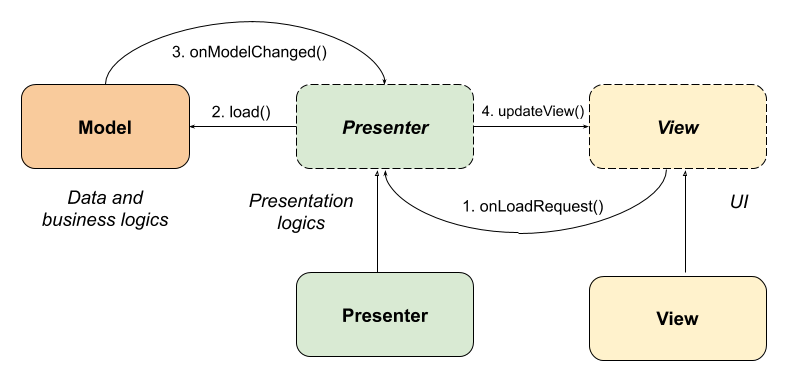 3. onModelChanged()
Model
2. load()
Presenter
4. updateView()
View
Data and
business logics
Presentation
logics
1. onLoadRequest()
UI
Presenter
View